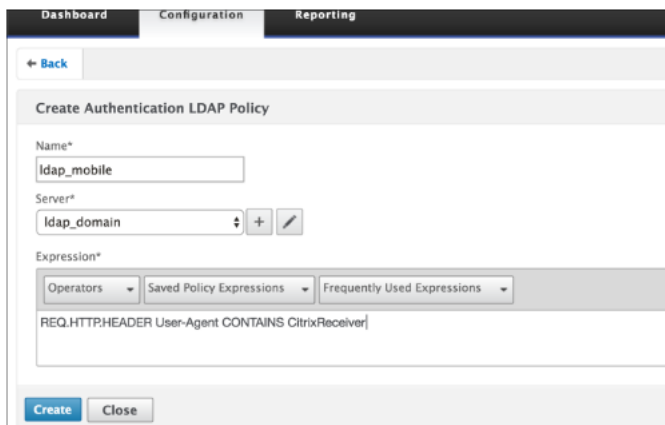 Dashboard Configuration Reporting
← Back
Create Authentication LDAP Policy
Name*
ldap_mobile
Server*
ldap_domain +
Expression*
Operators Saved Policy Expressions Frequently Used Expressions
REQ.HTTP.HEADER User-Agent CONTAINS CitrixReceiver
Create Close